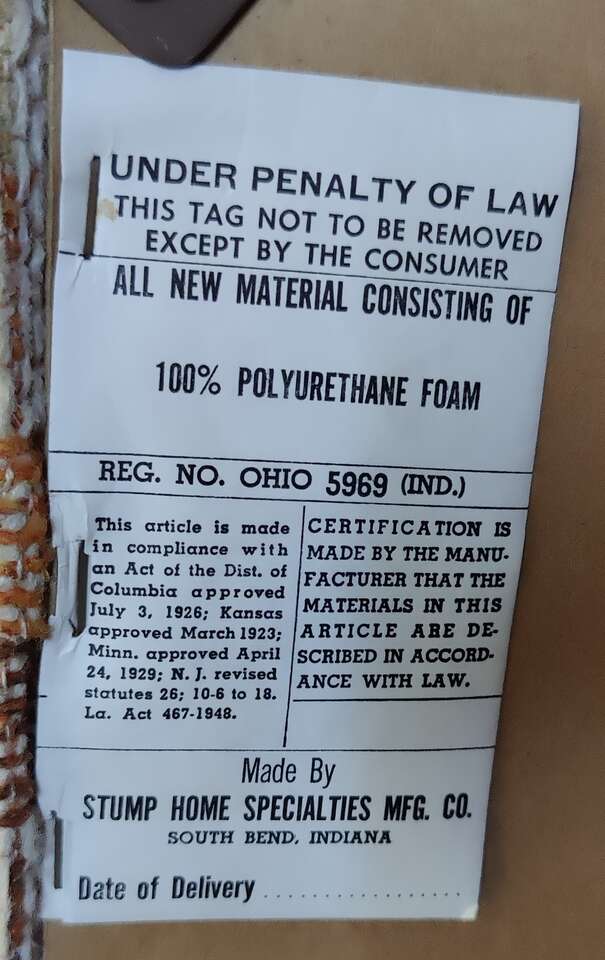 UNDER PENALTY OF LAW
THIS TAG NOT TO BE REMOVED
EXCEPT BY THE CONSUMER
ALL NEW MATERIAL CONSISTING OF
100% POLYURETHANE FOAM
REG. NO. OHIO 5969 (IND.)
This article is made
in compliance with
an Act of the Dist. of
Columbia approved
July 3, 1926; Kansas
approved March 1923;
Minn. approved April
24, 1929; N. J. revised
statutes 26; 10-6 to 18.
La. Act 467-1948.
CERTIFICATION IS
MADE BY THE MANU-
FACTURER THAT THE
MATERIALS IN THIS
ARTICLE ARE DE-
SCRIBED IN ACCORD-
ANCE WITH LAW.
Made By
STUMP HOME SPECIALTIES MFG. CO.
SOUTH BEND, INDIANA
Date of Delivery ..................